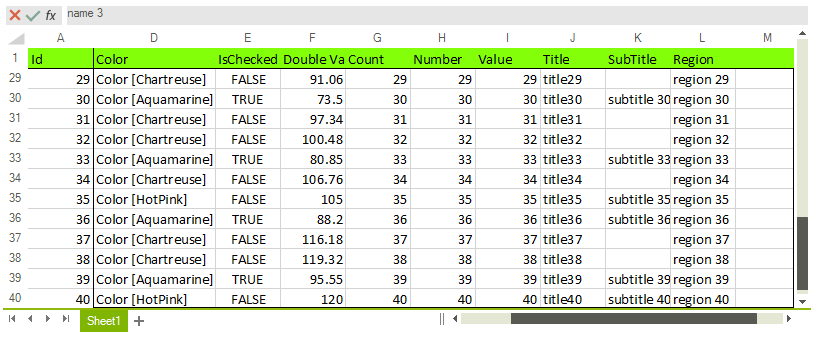 fx name 3
A D E F G H I J K L M
1 Id Color IsChecked Double Va Count Number Value Title SubTitle Region
29 29 Color [Chartreuse] FALSE 91.06 29 29 29 title29 region 29
30 30 Color [Aquamarine] TRUE 73.5 30 30 30 title30 subtitle 30 region 30
31 31 Color [Chartreuse] FALSE 97.34 31 31 31 title31 region 31
32 32 Color [Chartreuse] FALSE 100.48 32 32 32 title32 region 32
33 33 Color [Aquamarine] TRUE 80.85 33 33 33 title33 subtitle 33 region 33
34 34 Color [Chartreuse] FALSE 106.76 34 34 34 title34 region 34
35 35 Color [HotPink] FALSE 105 35 35 35 title35 subtitle 35 region 35
36 36 Color [Aquamarine] TRUE 88.2 36 36 36 title36 subtitle 36 region 36
37 37 Color [Chartreuse] FALSE 116.18 37 37 37 title37 region 37
38 38 Color [Chartreuse] FALSE 119.32 38 38 38 title38 region 38
39 39 Color [Aquamarine] TRUE 95.55 39 39 39 title39 subtitle 39 region 39
40 40 Color [HotPink] FALSE 120 40 40 40 title40 subtitle 40 region 40
Sheet1